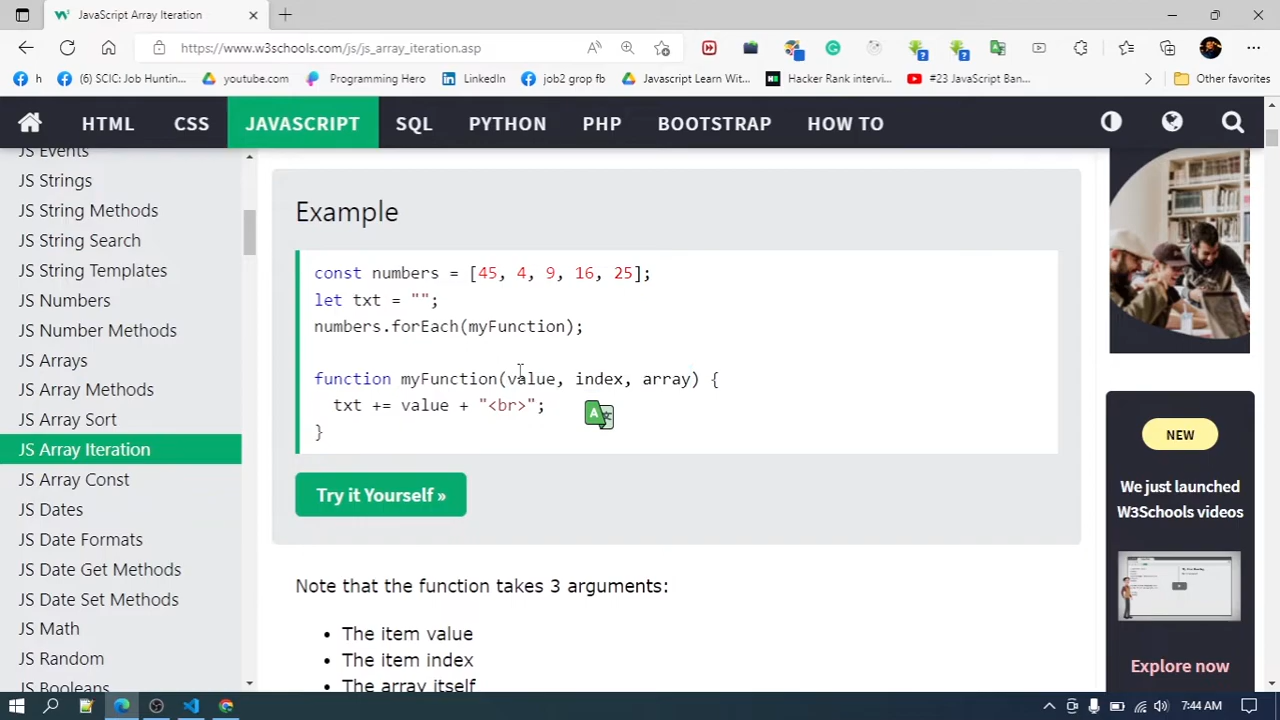 JavaScript Array Iteration
https://www.w3schools.com/js/js_array_iteration.asp
h
(6) SCIC: Job Huntin...
youtube.com
Programming Hero
LinkedIn
job2 grop fb
Javascript Learn Wit...
Hacker Rank intervi...
#23 JavaScript Ban...
Other favorites
HTML
CSS
JAVASCRIPT
SQL
PYTHON
PHP
BOOTSTRAP
HOW TO
JS Events
JS Strings
JS String Methods
JS String Search
JS String Templates
JS Numbers
JS Number Methods
JS Arrays
JS Array Methods
JS Array Sort
JS Array Iteration
JS Array Const
JS Dates
JS Date Formats
JS Date Get Methods
JS Date Set Methods
JS Math
JS Random
JS Booleans
Example
const numbers = [45, 4, 9, 16, 25];
let txt = "";
numbers.forEach(myFunction);
function myFunction(value, index, array) {
txt += value + "<br>";
}
Try it Yourself »
Note that the function takes 3 arguments:
• The item value
• The item index
• The array itself
NEW
We just launched
W3Schools videos
Explore now
7:44 AM